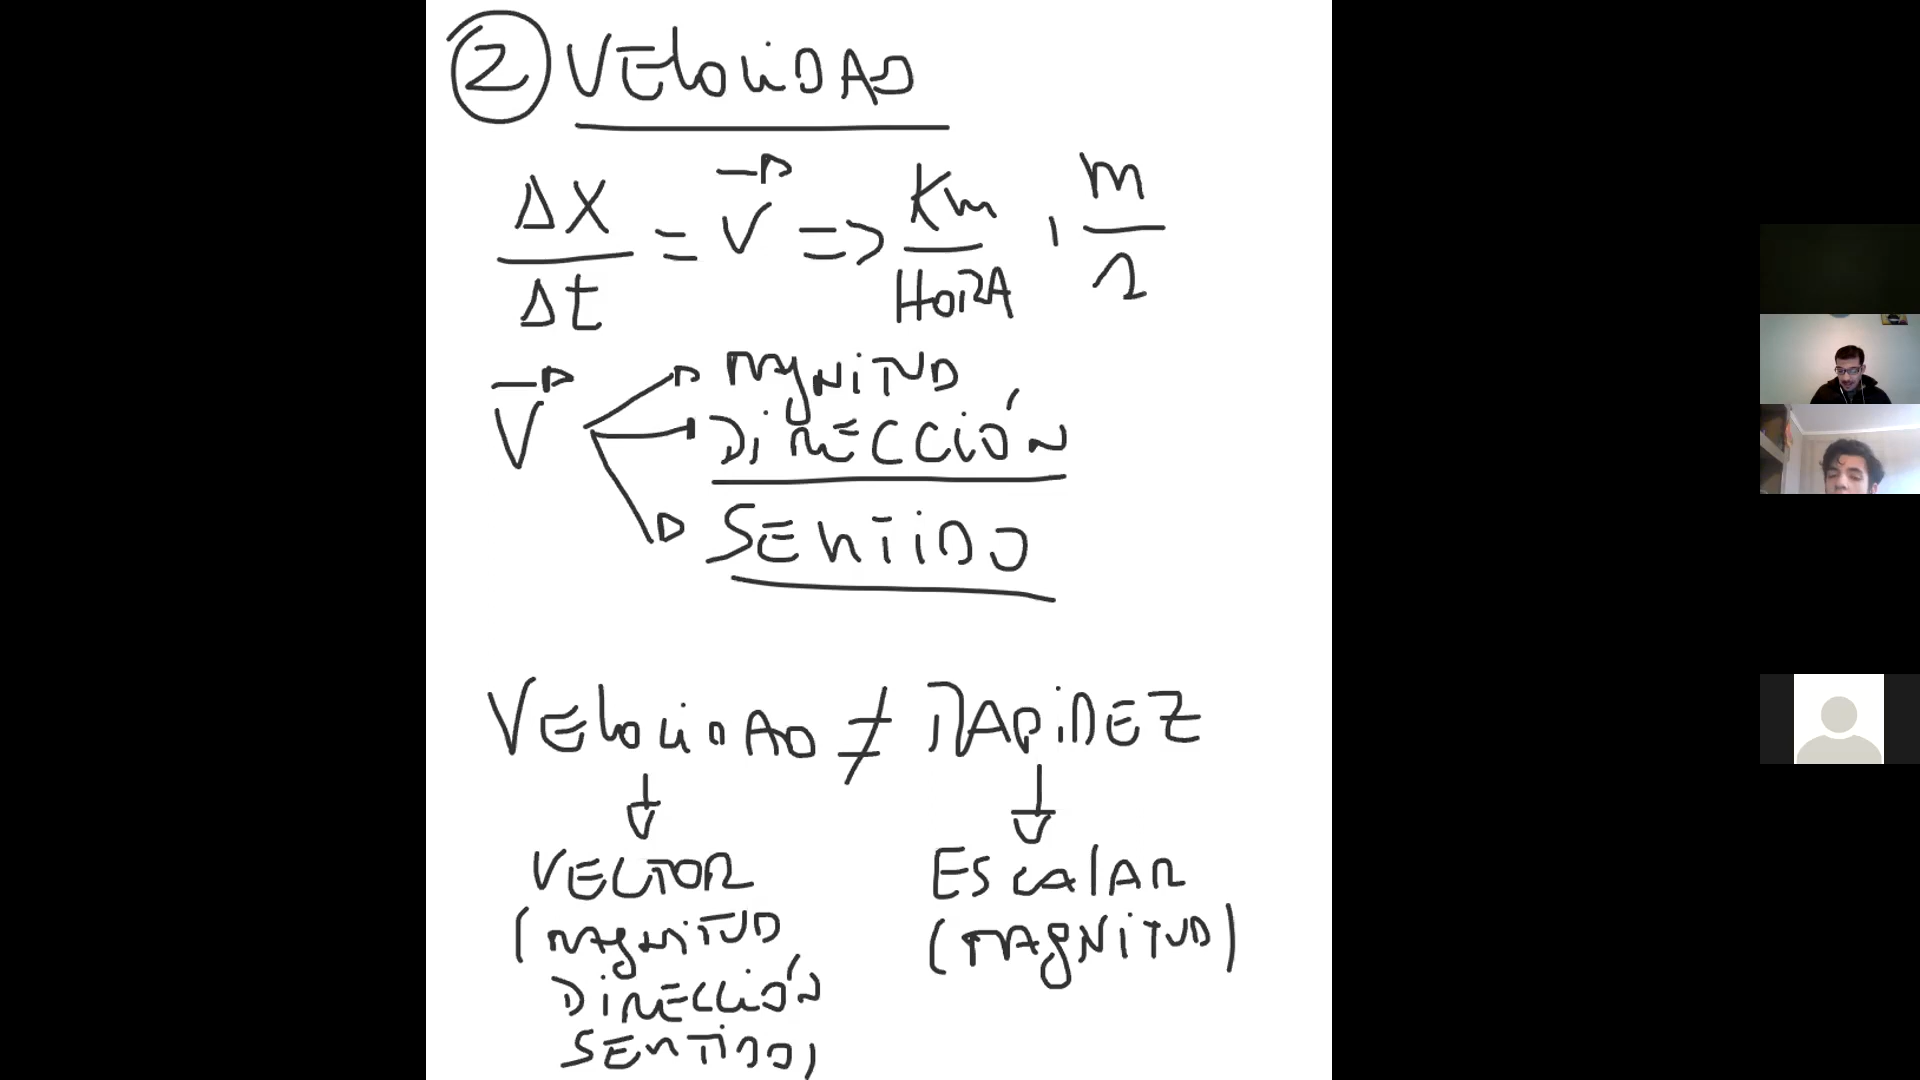 ② VELOCIDAD
ΔX/Δt = V⃗ => Km/HORA , m/s
V⃗ → MAgNITUD
→ DIRECCIÓN
→ SENTIDO
VELOCIDAD ≠ RAPIDEZ
↓ ↓
VECTOR ESCALAR
(MAgNITUD (MAgNITUD)
DIRECCIÓN
SENTIDO)